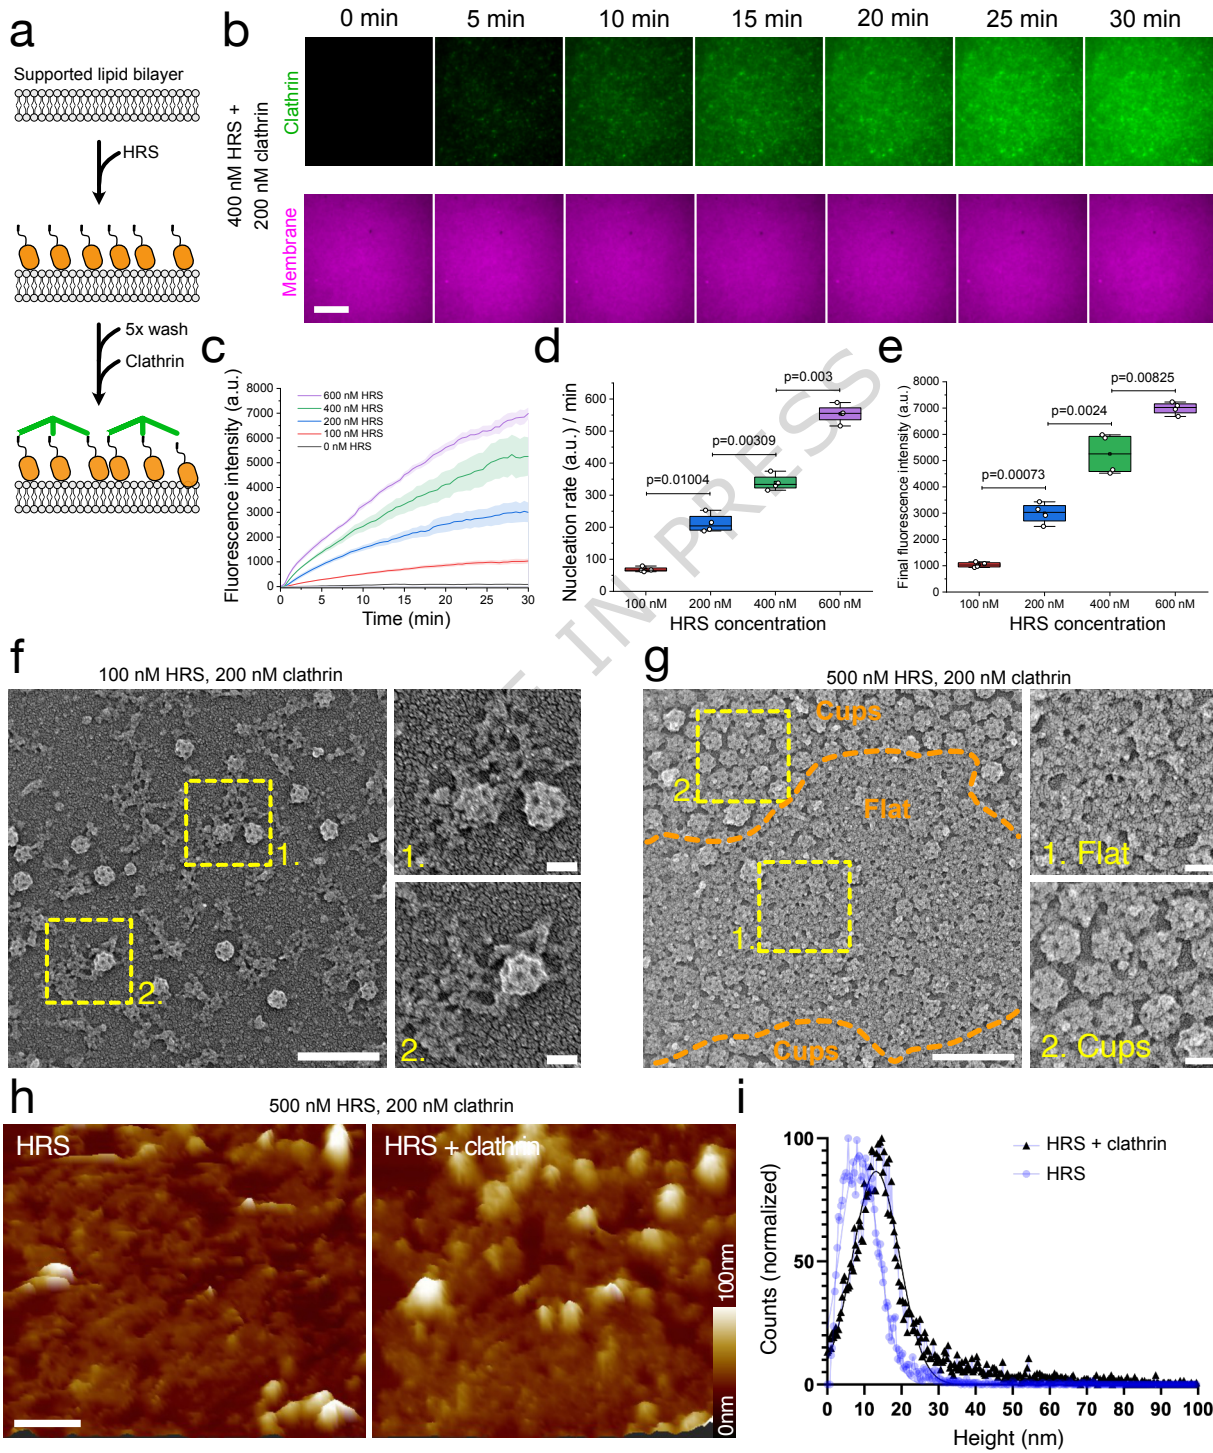 a
Supported lipid bilayer
HRS
5x wash
Clathrin
b
0 min 5 min 10 min 15 min 20 min 25 min 30 min
400 nM HRS +
200 nM clathrin
Clathrin
Membrane
c
Fluorescence intensity (a.u.)
8000
7000
6000
5000
4000
3000
2000
1000
0
600 nM HRS
400 nM HRS
200 nM HRS
100 nM HRS
0 nM HRS
0 5 10 15 20 25 30
Time (min)
d
Nucleation rate (a.u.) / min
600
500
400
300
200
100
0
p=0.003
p=0.00309
p=0.01004
100 nM 200 nM 400 nM 600 nM
HRS concentration
e
Final fluorescence intensity (a.u.)
8000
7000
6000
5000
4000
3000
2000
1000
0
p=0.00825
p=0.0024
p=0.00073
100 nM 200 nM 400 nM 600 nM
HRS concentration
IN PRESS
f
100 nM HRS, 200 nM clathrin
1.
2.
1.
2.
g
500 nM HRS, 200 nM clathrin
Cups
2.
Flat
1.
Cups
1. Flat
2. Cups
h
500 nM HRS, 200 nM clathrin
HRS
HRS + clathrin
100nm
0nm
i
Counts (normalized)
100
50
0
HRS + clathrin
HRS
0 10 20 30 40 50 60 70 80 90 100
Height (nm)